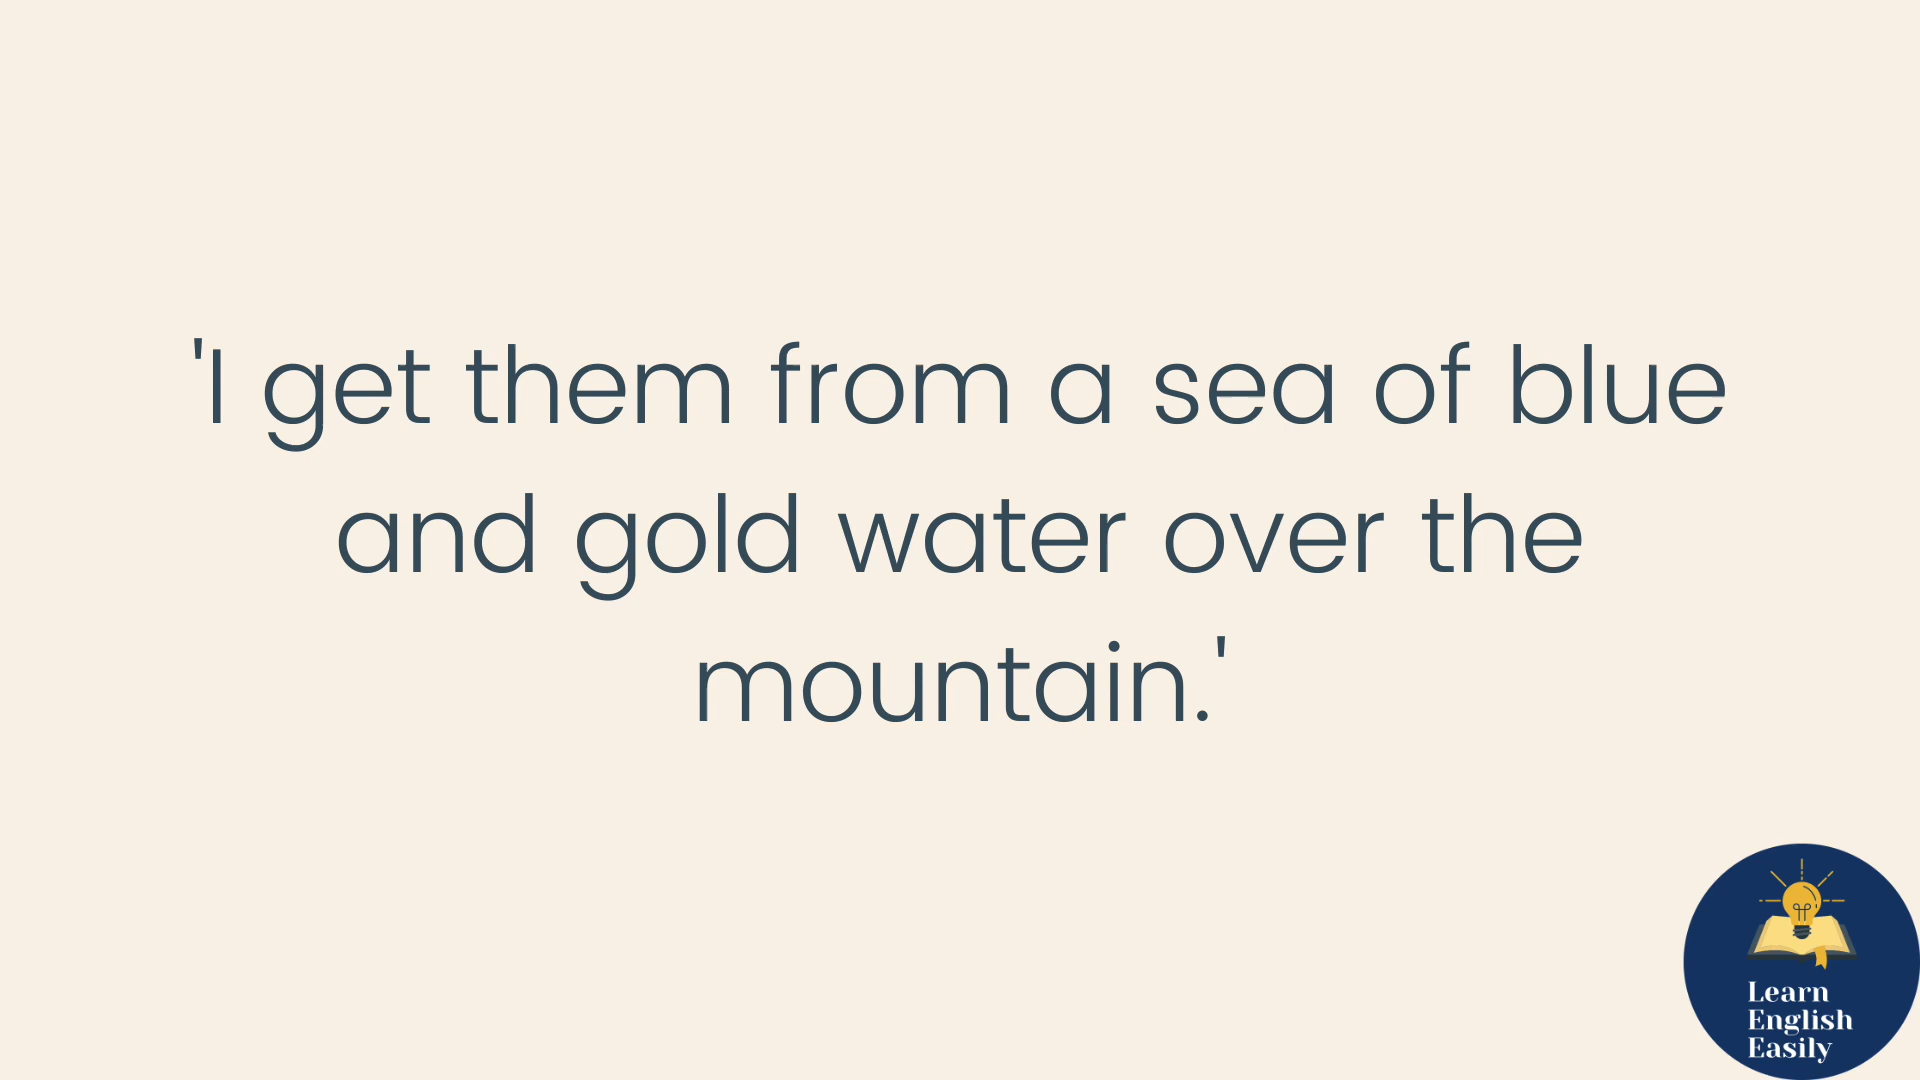 'I get them from a sea of blue
and gold water over the
mountain.'
Learn
English
Easily